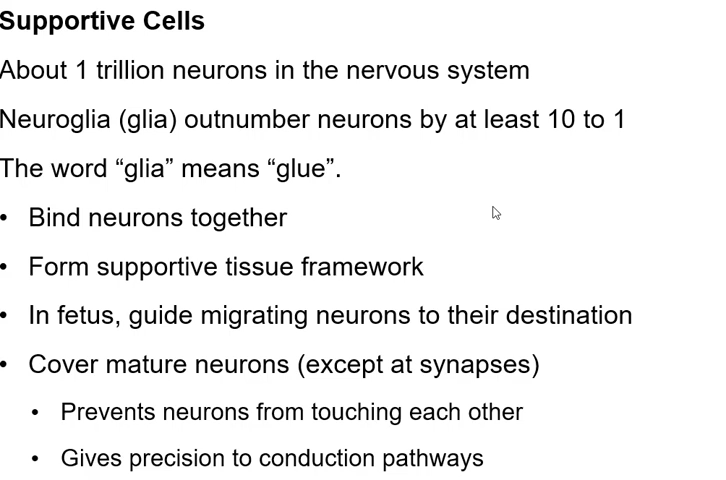 Supportive Cells
About 1 trillion neurons in the nervous system
Neuroglia (glia) outnumber neurons by at least 10 to 1
The word “glia” means “glue”.
• Bind neurons together
• Form supportive tissue framework
• In fetus, guide migrating neurons to their destination
• Cover mature neurons (except at synapses)
• Prevents neurons from touching each other
• Gives precision to conduction pathways